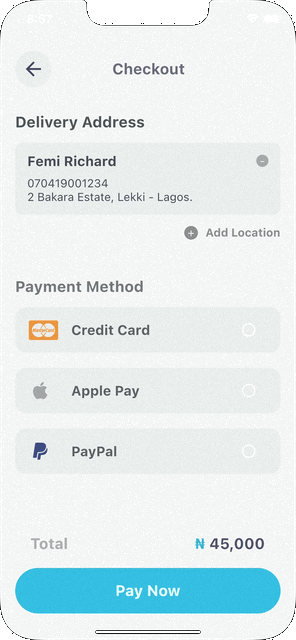 8:57
Checkout
Delivery Address
Femi Richard
070419001234
2 Bakara Estate, Lekki - Lagos.
Add Location
Payment Method
Credit Card
Apple Pay
PayPal
Total ₦ 45,000
Pay Now